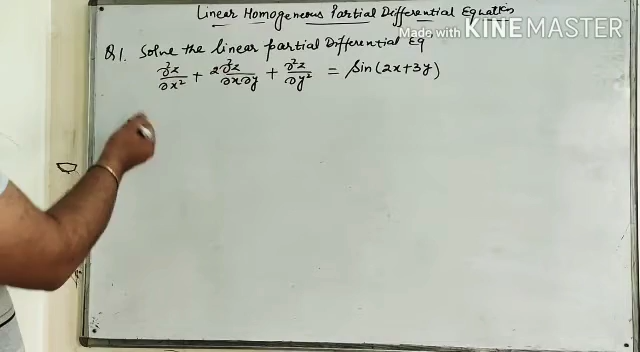 Linear Homogeneous Partial Differential Equation
Made with KINEMASTER
Q1. Solve the linear partial Differential Eq
∂²z/∂x² + 2∂²z/∂x∂y + ∂²z/∂y² = Sin(2x+3y)